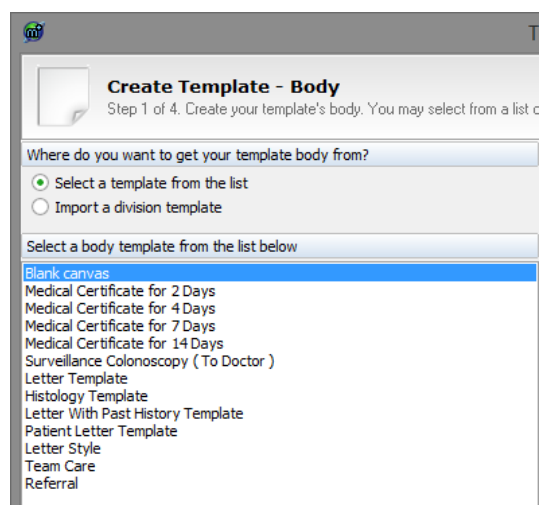 T
Create Template - Body
Step 1 of 4. Create your template's body. You may select from a list
Where do you want to get your template body from?
Select a template from the list
Import a division template
Select a body template from the list below
Blank canvas
Medical Certificate for 2 Days
Medical Certificate for 4 Days
Medical Certificate for 7 Days
Medical Certificate for 14 Days
Surveillance Colonoscopy ( To Doctor )
Letter Template
Histology Template
Letter With Past History Template
Patient Letter Template
Letter Style
Team Care
Referral